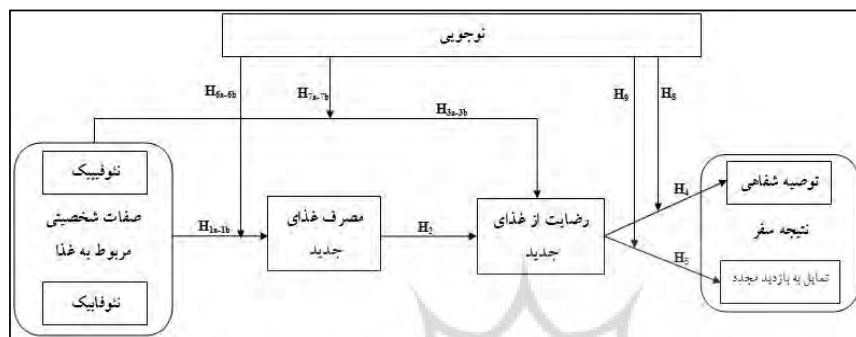 نوجویی
H6a-6b
H7a-7b
H9
H8
H3a-3b
نئوفیلیک
صفات شخصیتی
مربوط به غذا
نئوفابیک
H1a-1b
مصرف غذای
جدید
H2
رضایت از غذای
جدید
H4
H5
توصیه شفاهی
نتیجه سفر
تمایل به بازدید مجدد